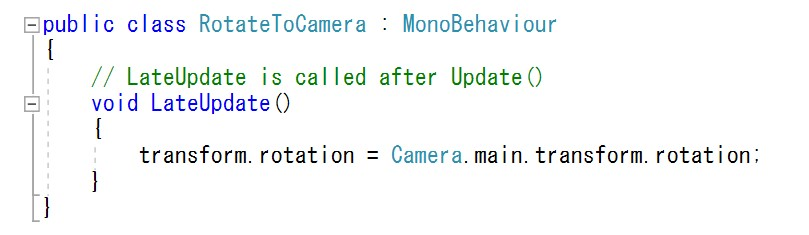 public class RotateToCamera : MonoBehaviour
{
    // LateUpdate is called after Update()
    void LateUpdate()
    {
        transform.rotation = Camera.main.transform.rotation;
    }
}